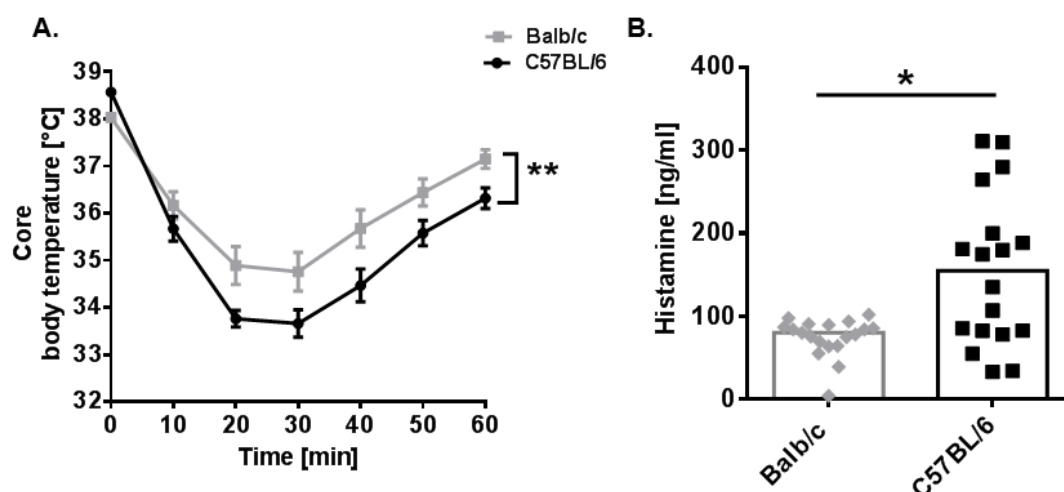 A.
Balb/c
C57BL/6
39
38
37
36
35
34
33
32
Core
body temperature [°C]
**
0 10 20 30 40 50 60
Time [min]
B.
400
300
200
100
0
Histamine [ng/ml]
*
Balb/c
C57BL/6